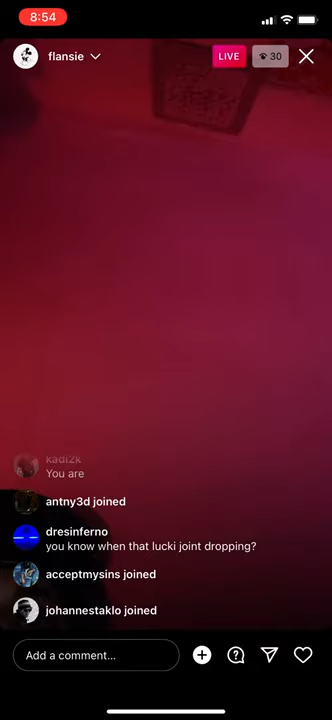 8:54
flansie
LIVE
30
kadi2k
You are
antny3d joined
dresinferno
you know when that lucki joint dropping?
acceptmysins joined
johannestaklo joined
Add a comment...